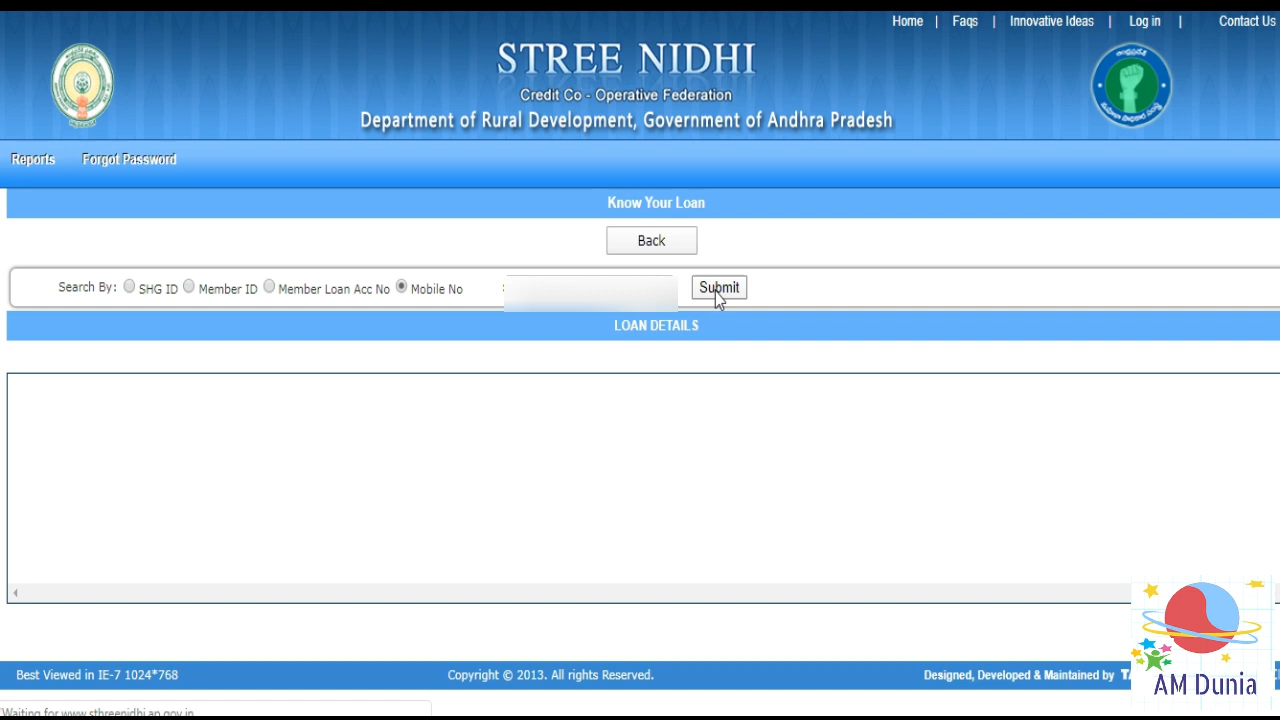 Home | Faqs | Innovative Ideas | Log in | Contact Us
STREE NIDHI
Credit Co - Operative Federation
Department of Rural Development, Government of Andhra Pradesh
Reports Forgot Password
Know Your Loan
Back
Search By: SHG ID Member ID Member Loan Acc No Mobile No : Submit
LOAN DETAILS
Best Viewed in IE-7 1024*768 Copyright © 2013. All rights Reserved. Designed, Developed & Maintained by
AM Dunia
Waiting for www.sthreenidhi.ap.gov.in